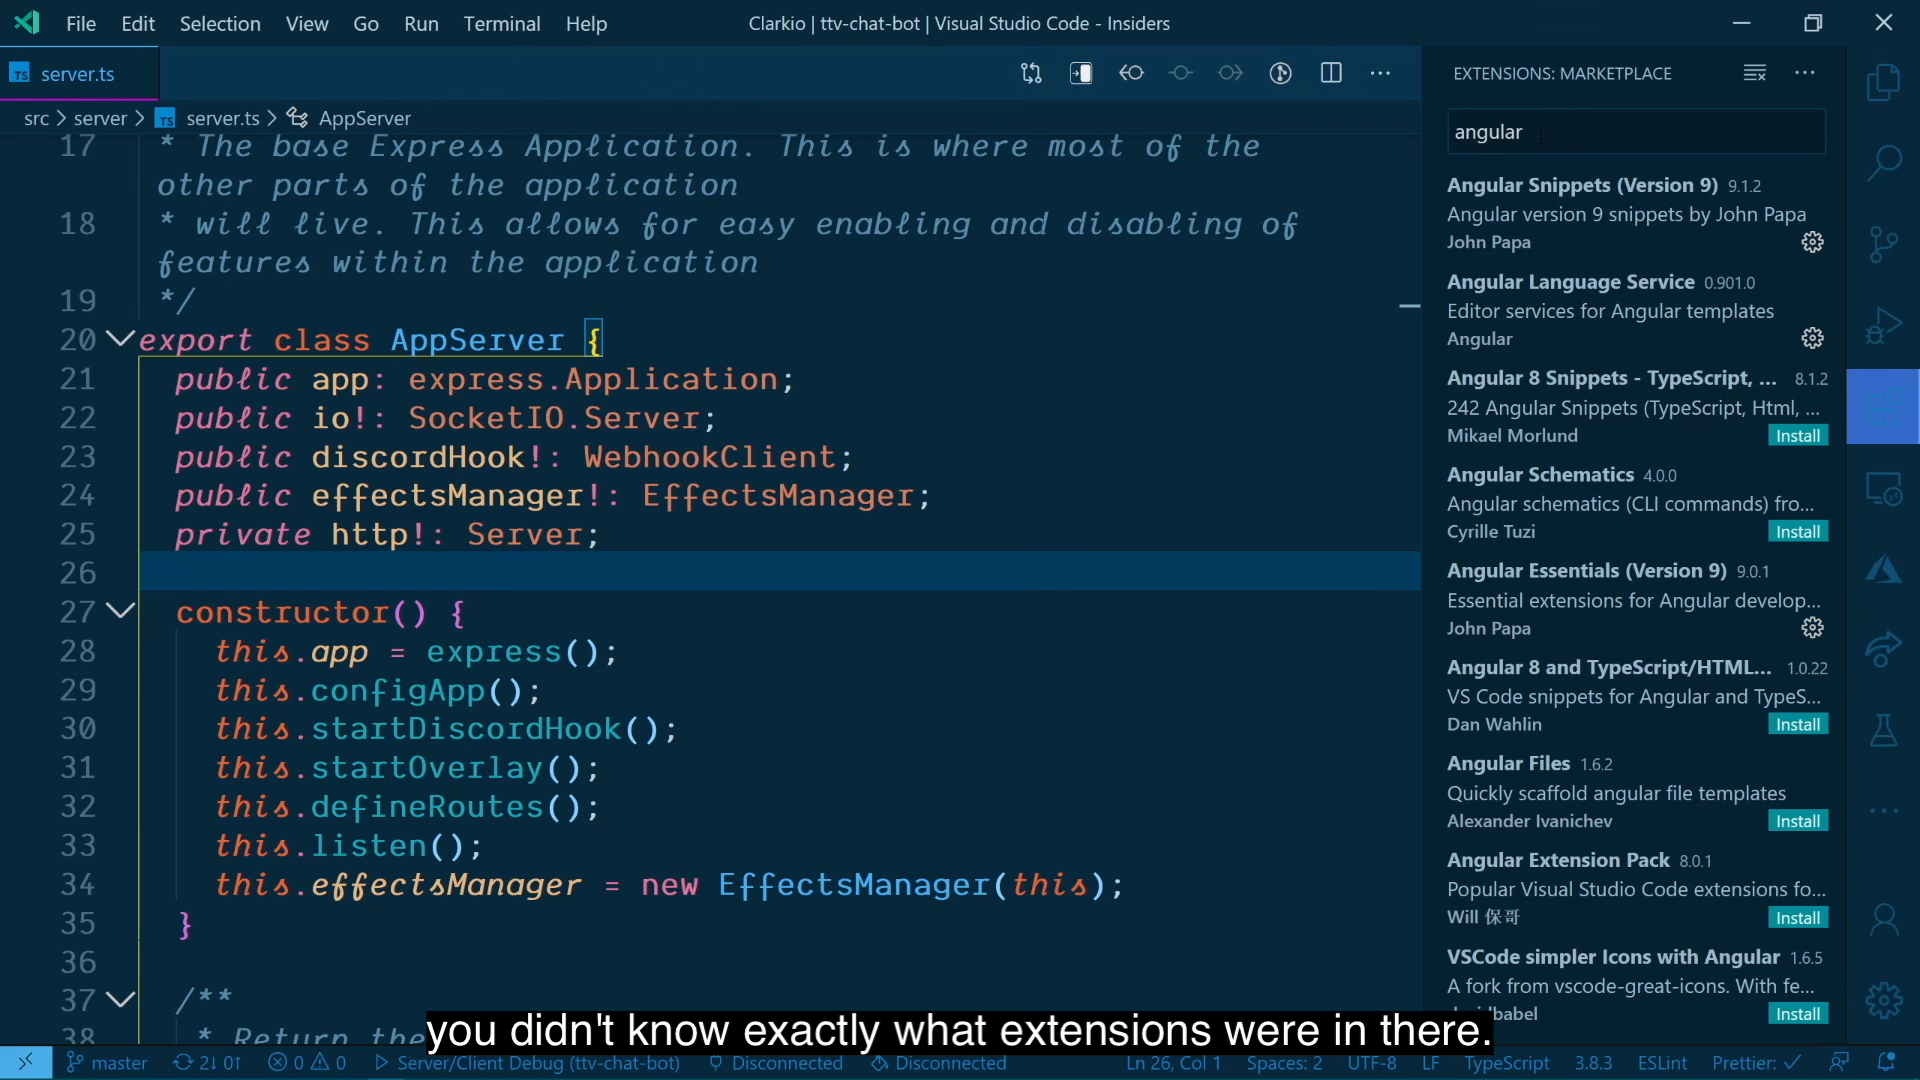 File Edit Selection View Go Run Terminal Help
Clarkio | ttv-chat-bot | Visual Studio Code - Insiders
TS server.ts
src > server > TS server.ts > AppServer
17 * The base Express Application. This is where most of the
other parts of the application
18 * will live. This allows for easy enabling and disabling of
features within the application
19 */
20 export class AppServer {
21 public app: express.Application;
22 public io!: SocketIO.Server;
23 public discordHook!: WebhookClient;
24 public effectsManager!: EffectsManager;
25 private http!: Server;
26
27 constructor() {
28 this.app = express();
29 this.configApp();
30 this.startDiscordHook();
31 this.startOverlay();
32 this.defineRoutes();
33 this.listen();
34 this.effectsManager = new EffectsManager(this);
35 }
36
37 /**
38 * Return the
EXTENSIONS: MARKETPLACE
angular
Angular Snippets (Version 9) 9.1.2
Angular version 9 snippets by John Papa
John Papa
Angular Language Service 0.901.0
Editor services for Angular templates
Angular
Angular 8 Snippets - TypeScript, ... 8.1.2
242 Angular Snippets (TypeScript, Html, ...
Mikael Morlund Install
Angular Schematics 4.0.0
Angular schematics (CLI commands) fro...
Cyrille Tuzi Install
Angular Essentials (Version 9) 9.0.1
Essential extensions for Angular develop...
John Papa
Angular 8 and TypeScript/HTML... 1.0.22
VS Code snippets for Angular and TypeS...
Dan Wahlin Install
Angular Files 1.6.2
Quickly scaffold angular file templates
Alexander Ivanichev Install
Angular Extension Pack 8.0.1
Popular Visual Studio Code extensions fo...
Will 保哥 Install
VSCode simpler Icons with Angular 1.6.5
A fork from vscode-great-icons. With fe...
Install
you didn't know exactly what extensions were in there.
master 2↓ 0↑ 0 0 Server/Client Debug (ttv-chat-bot) Disconnected Disconnected Ln 26, Col 1 Spaces: 2 UTF-8 LF TypeScript 3.8.3 ESLint Prettier: ✓